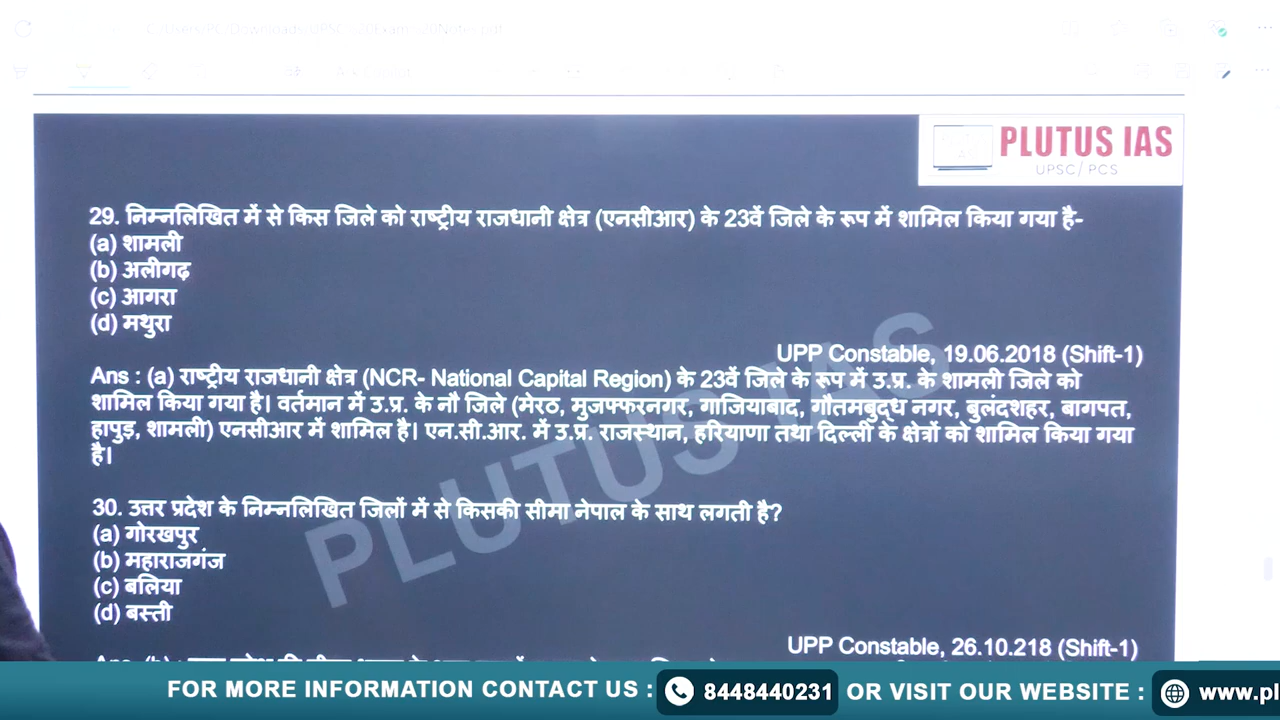 PLUTUS IAS
UPSC/ PCS
29. निम्नलिखित में से किस जिले को राष्ट्रीय राजधानी क्षेत्र (एनसीआर) के 23वें जिले के रूप में शामिल किया गया है-
(a) शामली
(b) अलीगढ़
(c) आगरा
(d) मथुरा
UPP Constable, 19.06.2018 (Shift-1)
Ans : (a) राष्ट्रीय राजधानी क्षेत्र (NCR- National Capital Region) के 23वें जिले के रूप में उ.प्र. के शामली जिले को
शामिल किया गया है। वर्तमान में उ.प्र. के नौ जिले (मेरठ, मुजफ्फरनगर, गाजियाबाद, गौतमबुद्ध नगर, बुलंदशहर, बागपत,
हापुड़, शामली) एनसीआर में शामिल है। एन.सी.आर. में उ.प्र. राजस्थान, हरियाणा तथा दिल्ली के क्षेत्रों को शामिल किया गया
है।
PLUTUS IAS
30. उत्तर प्रदेश के निम्नलिखित जिलों में से किसकी सीमा नेपाल के साथ लगती है?
(a) गोरखपुर
(b) महाराजगंज
(c) बलिया
(d) बस्ती
UPP Constable, 26.10.218 (Shift-1)
FOR MORE INFORMATION CONTACT US : 8448440231 OR VISIT OUR WEBSITE : www.pl